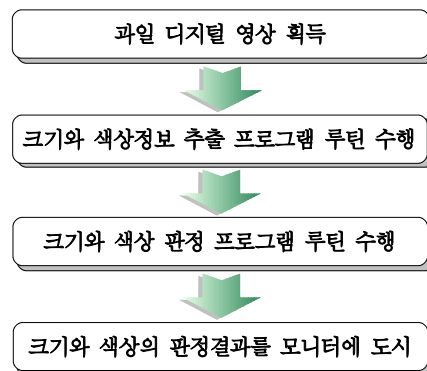 과일 디지털 영상 획득
크기와 색상정보 추출 프로그램 루틴 수행
크기와 색상 판정 프로그램 루틴 수행
크기와 색상의 판정결과를 모니터에 도시